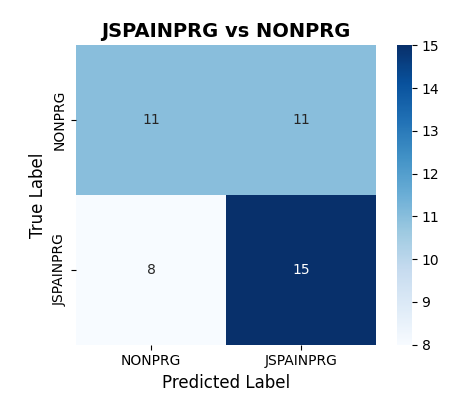 JSPAINPRG vs NONPRG
True Label
NONPRG
JSPAINPRG
11
11
8
15
NONPRG
JSPAINPRG
Predicted Label
15
14
13
12
11
10
9
8